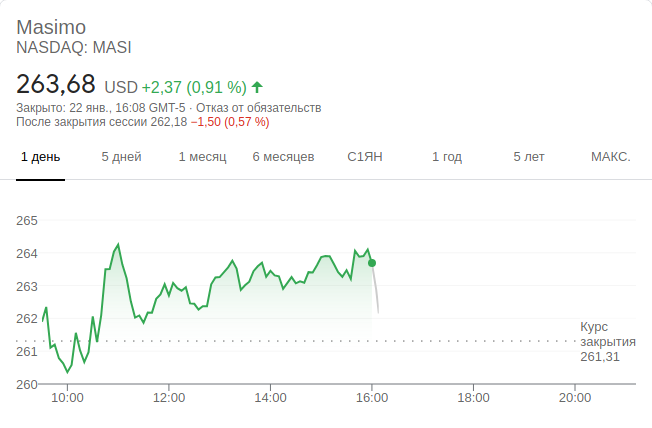 Masimo
NASDAQ: MASI
263,68 USD +2,37 (0,91 %)
Закрыто: 22 янв., 16:08 GMT-5 · Отказ от обязательств
После закрытия сессии 262,18 −1,50 (0,57 %)
1 день 5 дней 1 месяц 6 месяцев С1ЯН 1 год 5 лет МАКС.
265
264
263
262
261
260
Курс
закрытия
261,31
10:00 12:00 14:00 16:00 18:00 20:00